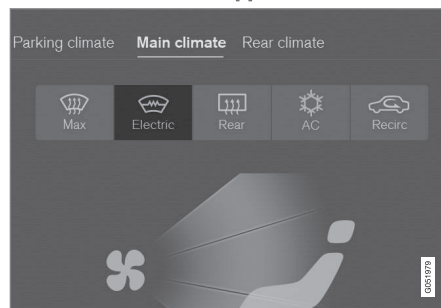 Parking climate Main climate Rear climate
Max Electric Rear AC Recirc
G051979